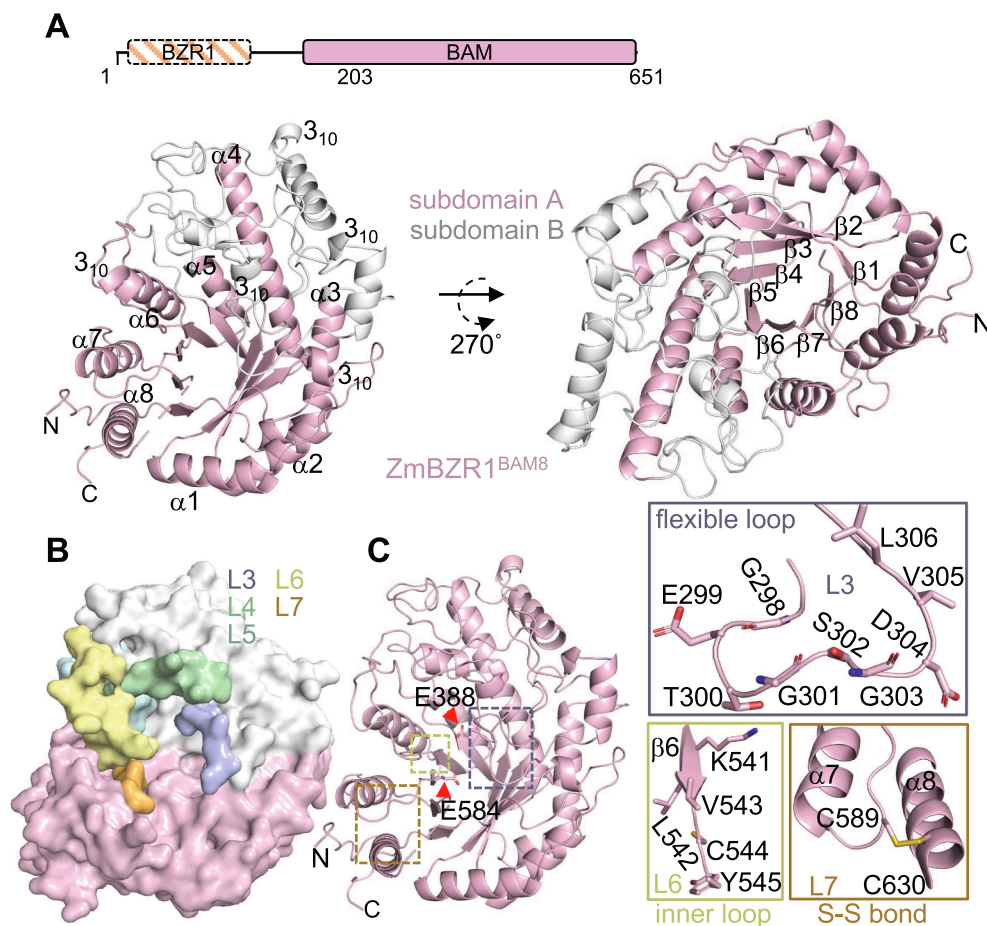 A
BZR1 BAM
1 203 651
3₁₀
α4
3₁₀
3₁₀
α5
3₁₀
α3
α6
α7
3₁₀
α8
N
C
α2
α1
subdomain A
subdomain B
270°
ZmBZR1^BAM8
β2
β3
C
β4
β1
β5
β8
N
β6
β7
B
L3 L6
L4 L7
L5
C
E388
E584
N
C
flexible loop
L306
G298
L3
V305
E299
S302
D304
T300
G301
G303
β6
K541
V543
L542
C544
L6
Y545
inner loop
α7
α8
C589
L7
C630
S-S bond